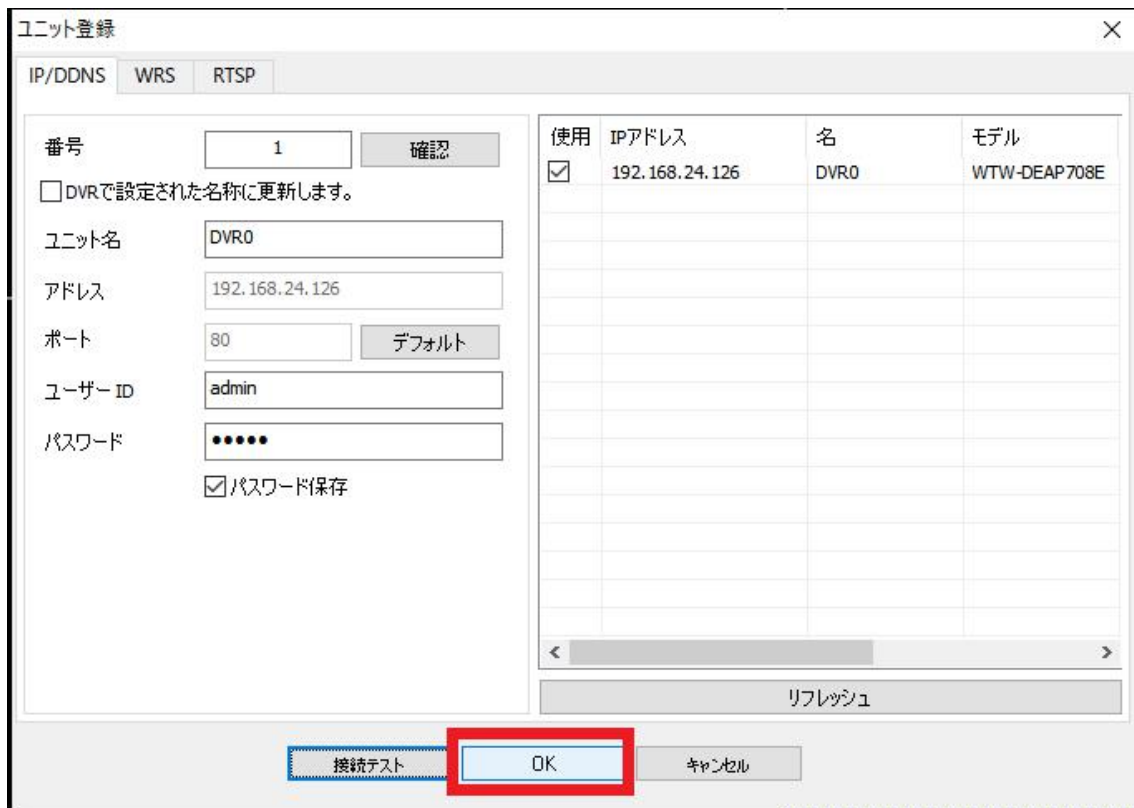 ユニット登録
IP/DDNS WRS RTSP
番号 1 確認
DVRで設定された名称に更新します。
ユニット名 DVR0
アドレス 192.168.24.126
ポート 80 デフォルト
ユーザー ID admin
パスワード •••••
パスワード保存
使用 IPアドレス 名 モデル
192.168.24.126 DVR0 WTW-DEAP708E
リフレッシュ
接続テスト OK キャンセル